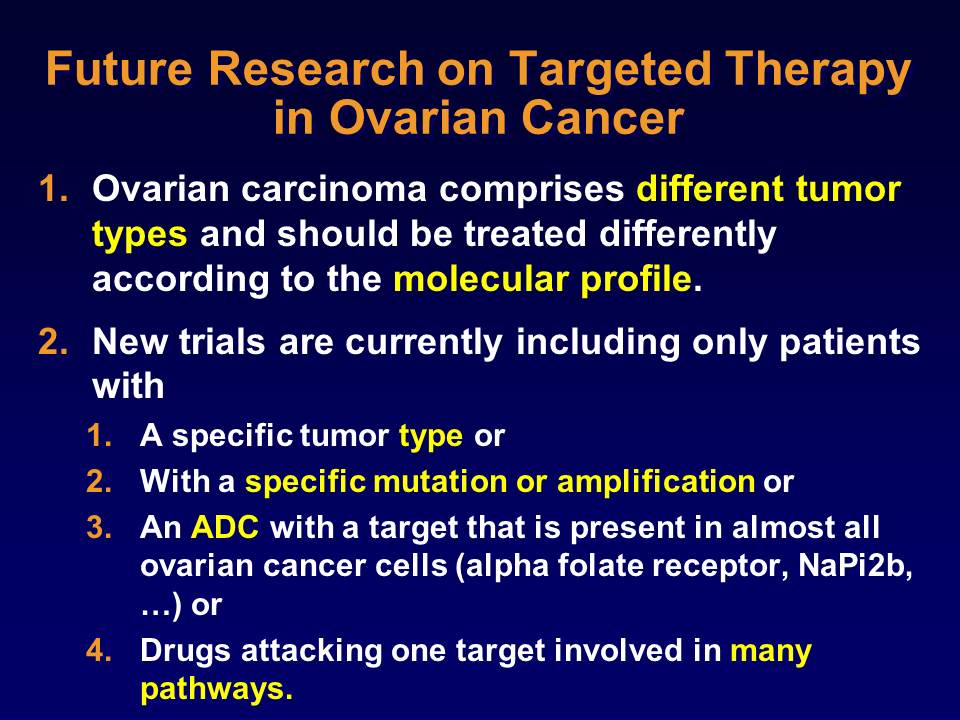 Future Research on Targeted Therapy
in Ovarian Cancer
1. Ovarian carcinoma comprises different tumor
types and should be treated differently
according to the molecular profile.
2. New trials are currently including only patients
with
1. A specific tumor type or
2. With a specific mutation or amplification or
3. An ADC with a target that is present in almost all
ovarian cancer cells (alpha folate receptor, NaPi2b,
…) or
4. Drugs attacking one target involved in many
pathways.